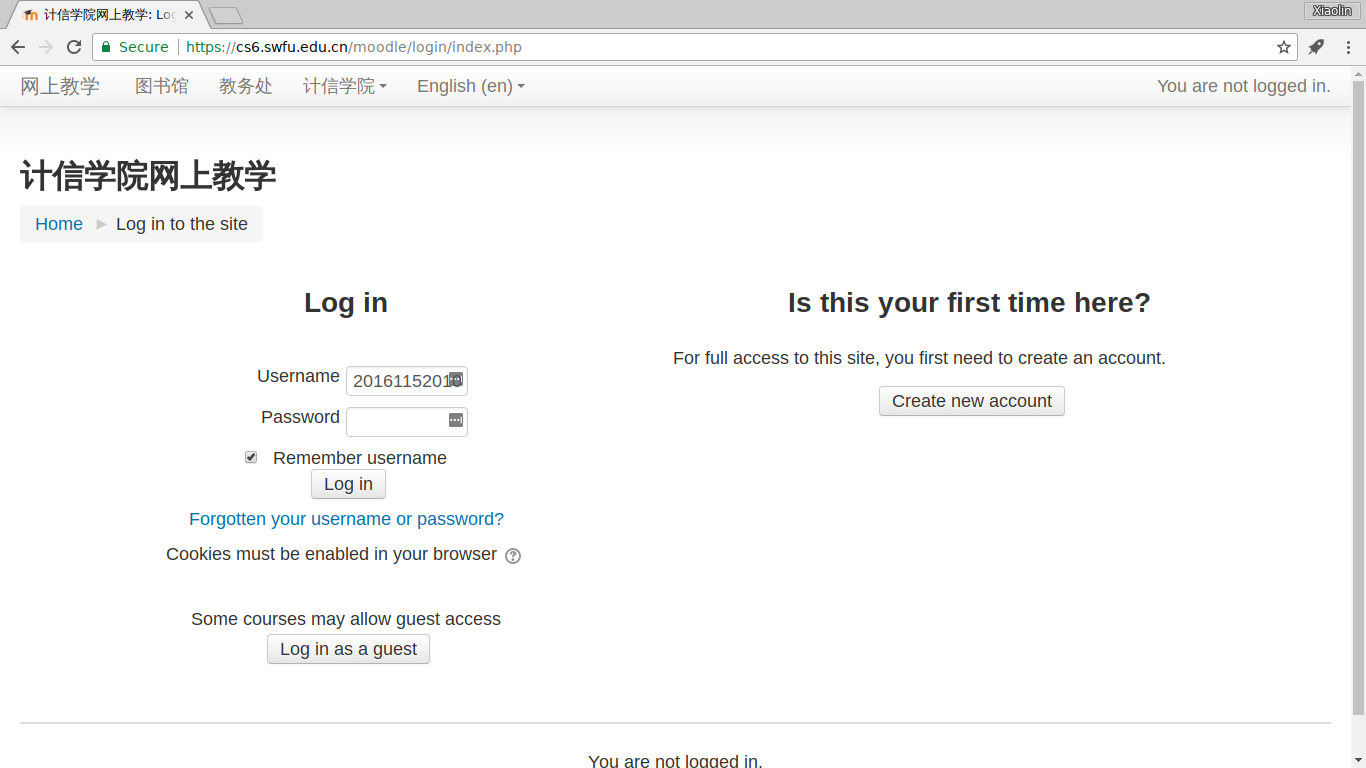 计信学院网上教学: Log
Xiaolin
Secure https://cs6.swfu.edu.cn/moodle/login/index.php
网上教学 图书馆 教务处 计信学院 English (en) You are not logged in.
计信学院网上教学
Home Log in to the site
Log in
Username
Password
Remember username
Log in
Forgotten your username or password?
Cookies must be enabled in your browser
Some courses may allow guest access
Log in as a guest
Is this your first time here?
For full access to this site, you first need to create an account.
Create new account
You are not logged in.